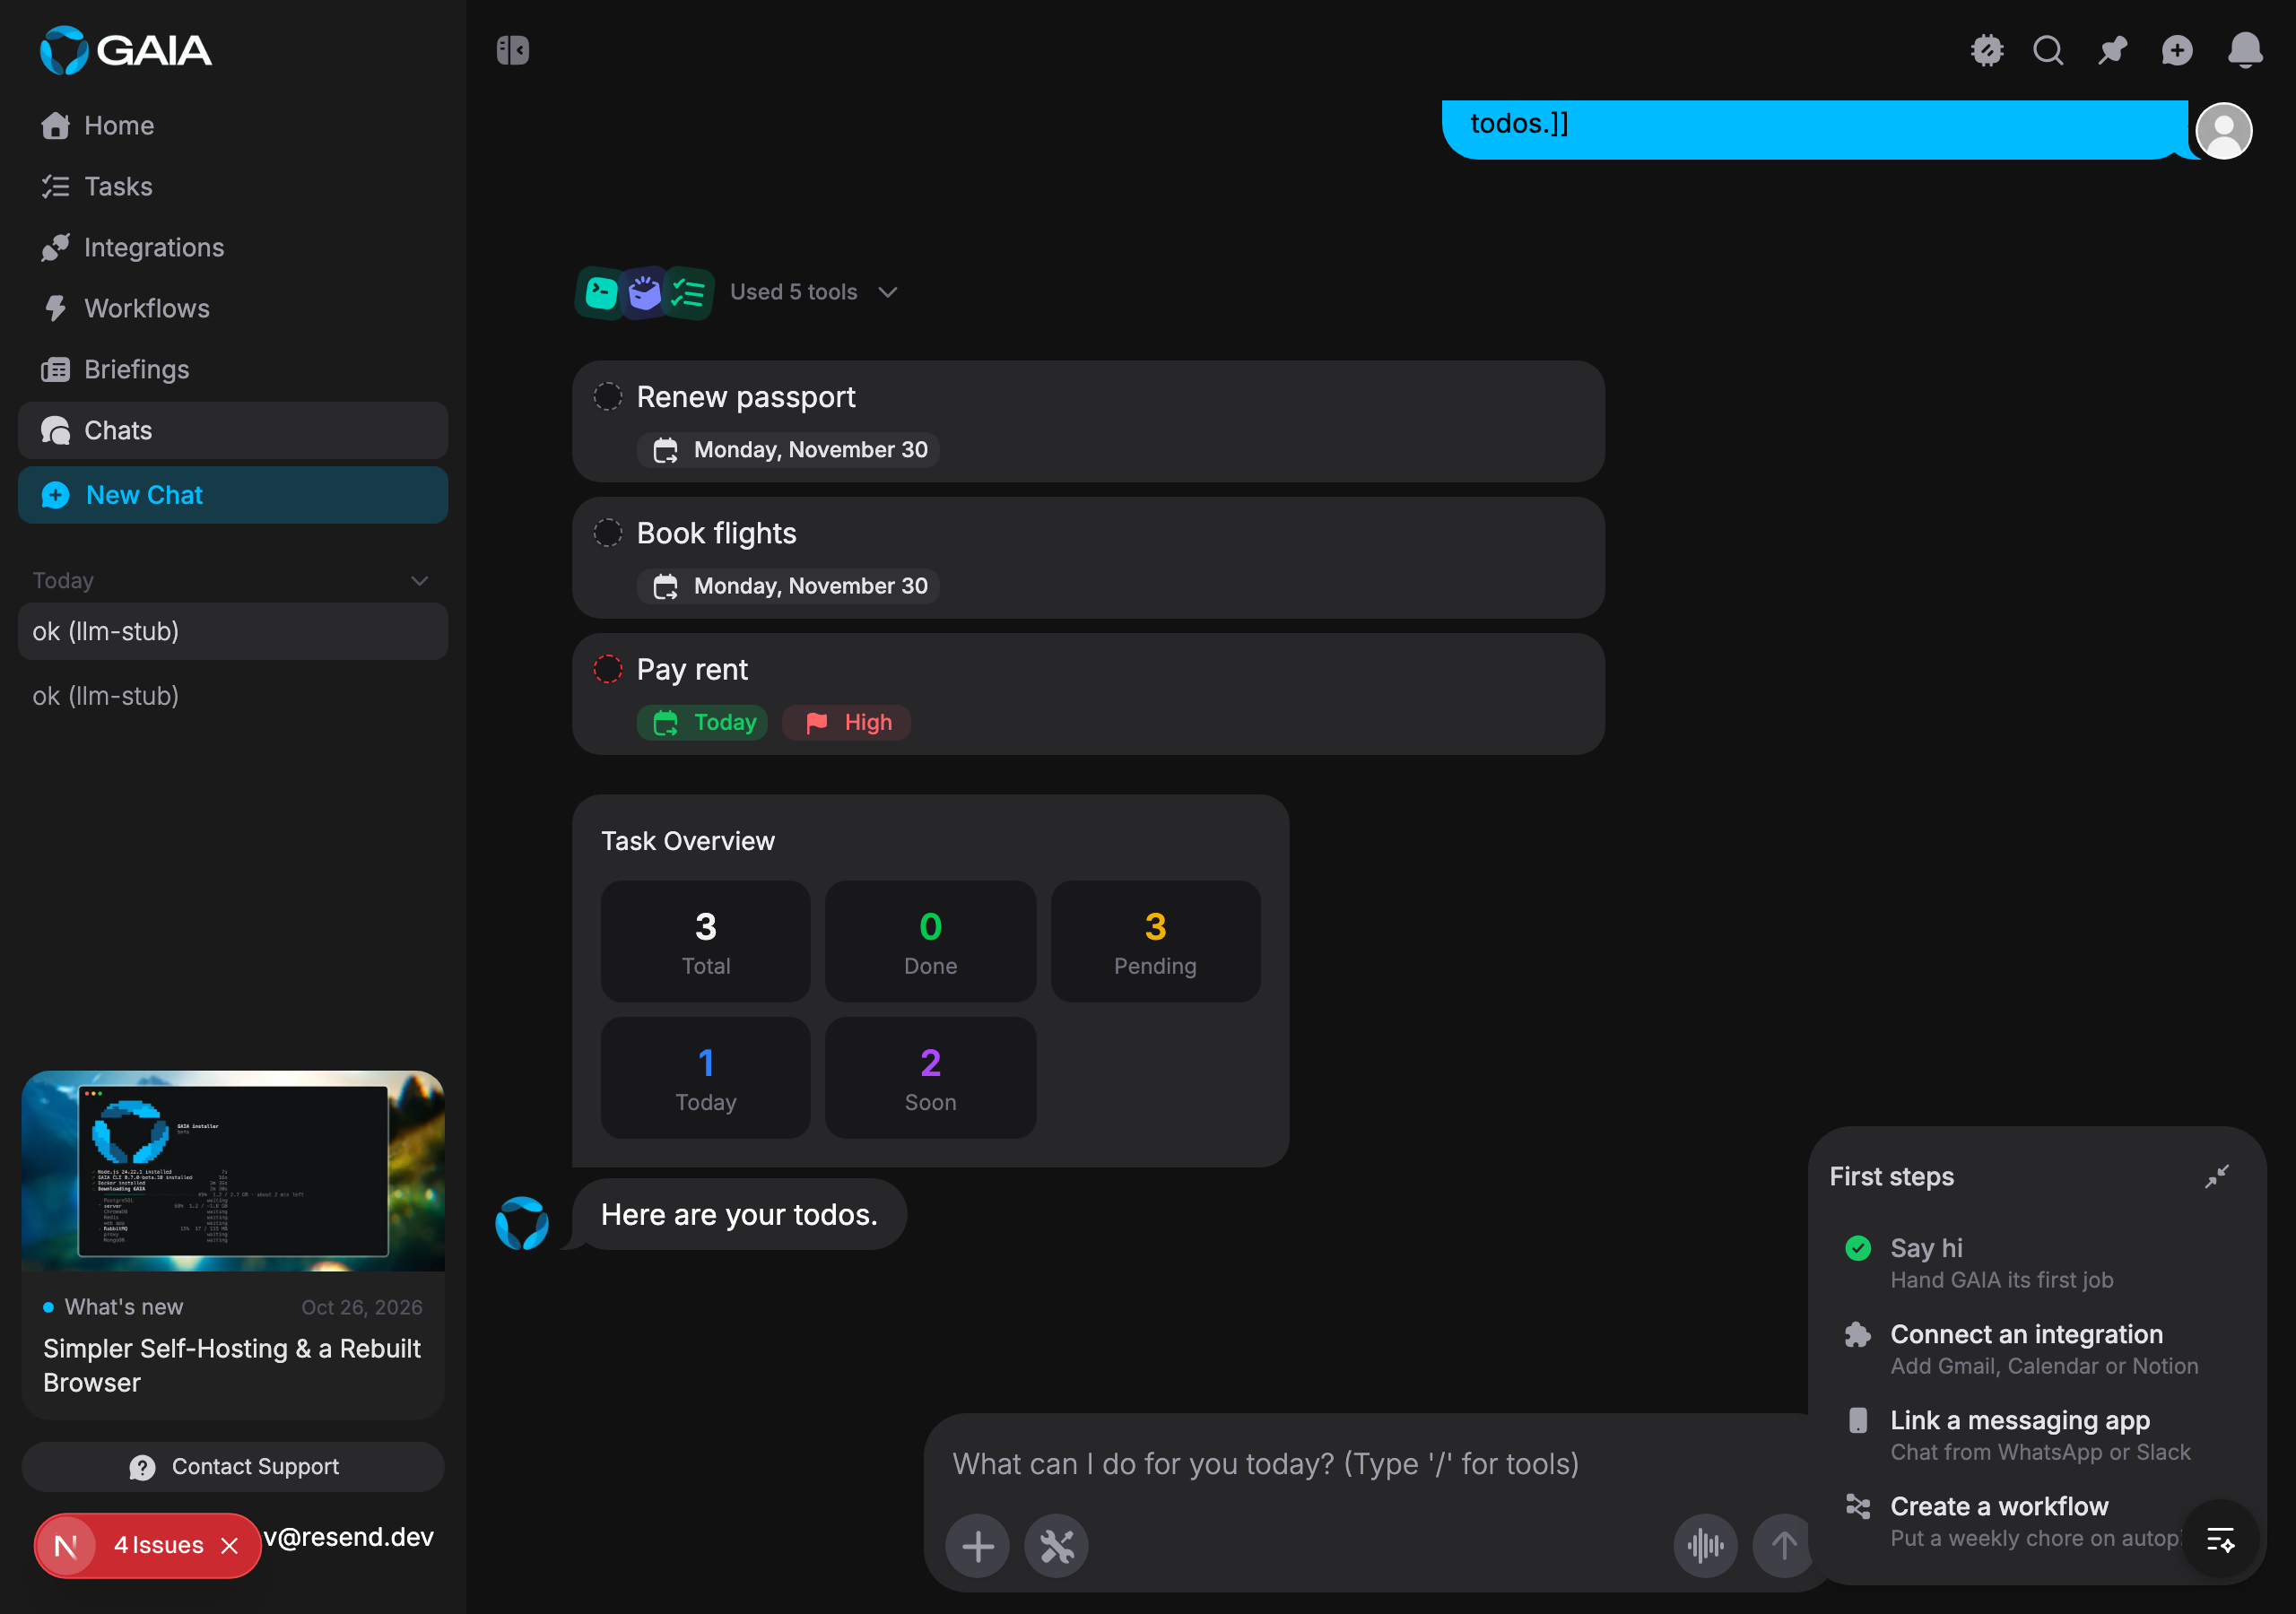 GAIA
Home
Tasks
Integrations
Workflows
Briefings
Chats
New Chat
Today
ok (llm-stub)
ok (llm-stub)
GAIA installer
beta
What's new
Oct 26, 2026
Simpler Self-Hosting & a Rebuilt
Browser
Contact Support
N
4 Issues
v@resend.dev
todos.]]
Used 5 tools
Renew passport
Monday, November 30
Book flights
Monday, November 30
Pay rent
Today
High
Task Overview
3
Total
0
Done
3
Pending
1
Today
2
Soon
Here are your todos.
What can I do for you today? (Type '/' for tools)
First steps
Say hi
Hand GAIA its first job
Connect an integration
Add Gmail, Calendar or Notion
Link a messaging app
Chat from WhatsApp or Slack
Create a workflow
Put a weekly chore on autop